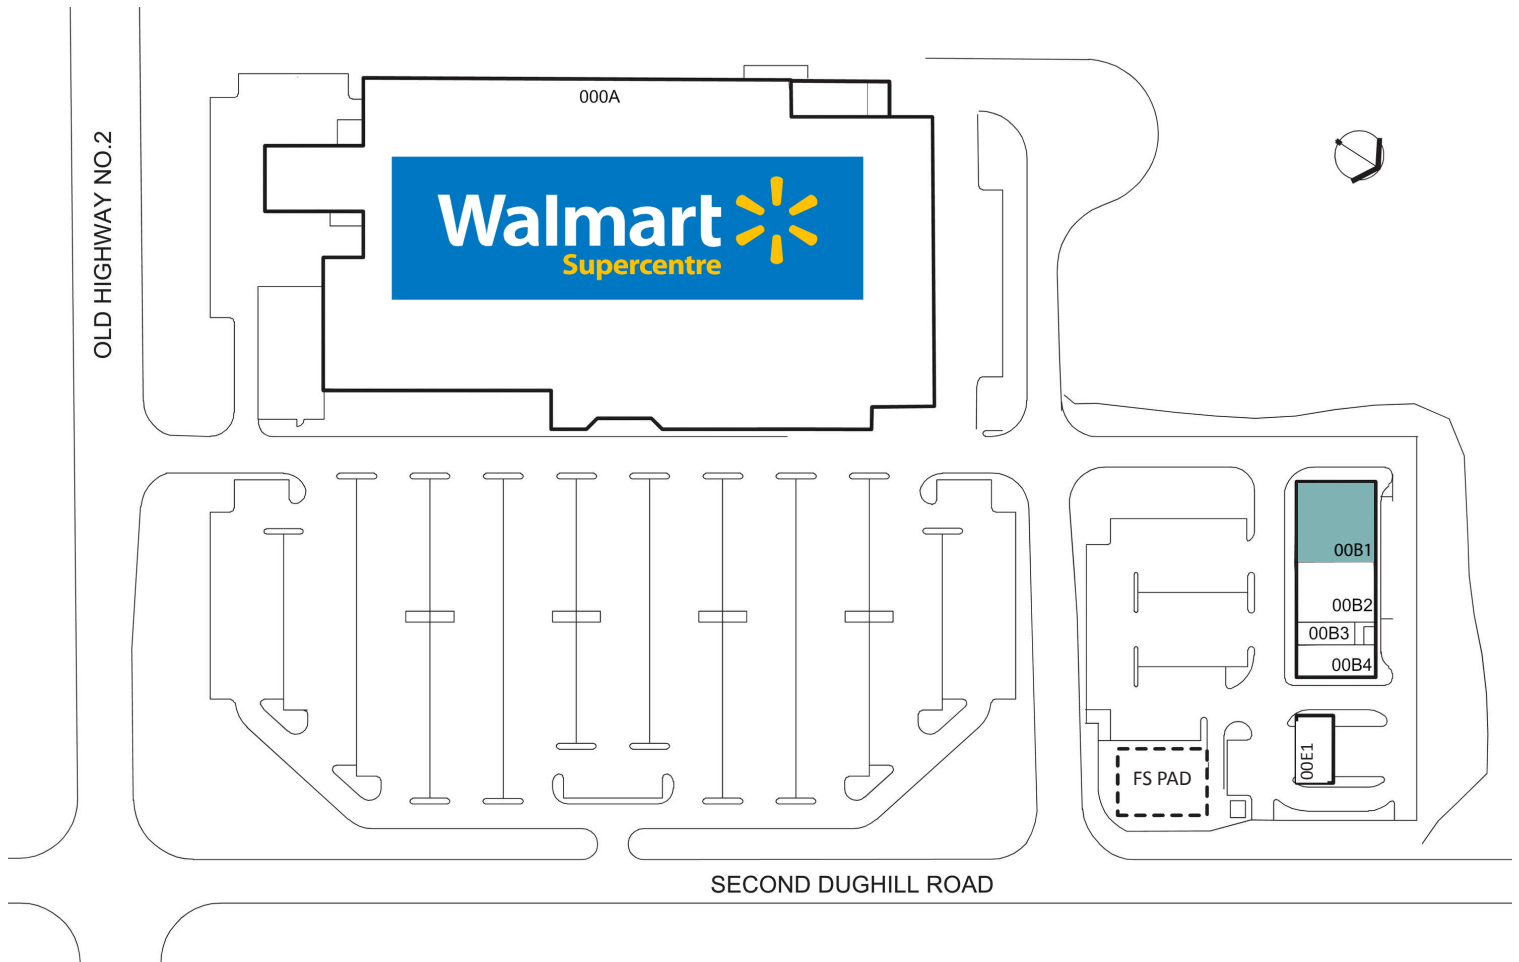 000A
OLD HIGHWAY NO.2
Walmart
Supercentre
00B1
00B2
00B3
00B4
00E1
FS PAD
SECOND DUGHILL ROAD